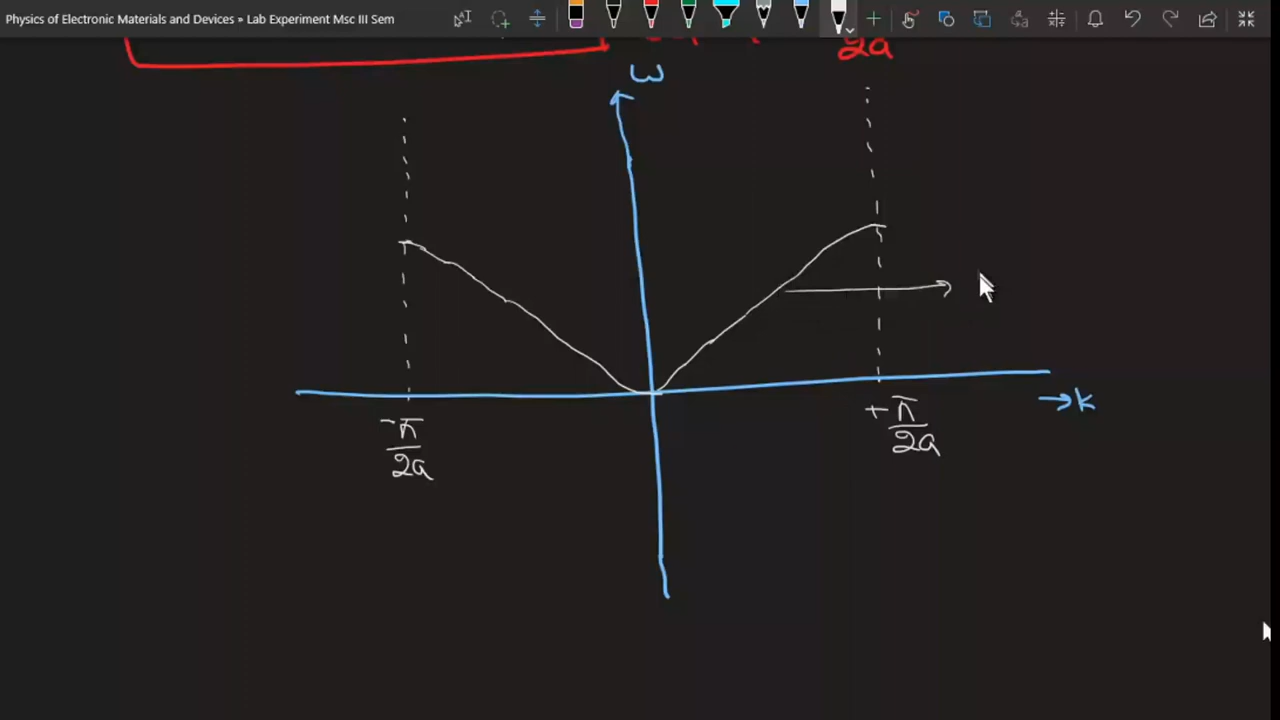 Physics of Electronic Materials and Devices » Lab Experiment Msc III Sem
2a
ω
→k
-π
2a
+π
2a